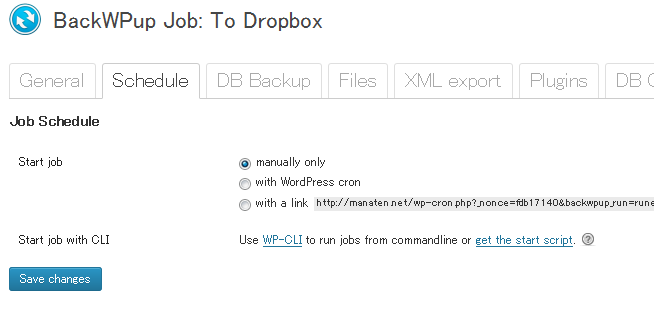 BackWPup Job: To Dropbox
General Schedule DB Backup Files XML export Plugins DB
Job Schedule
Start job manually only
with WordPress cron
with a link http://mansten.net/wp-cron.php?_nonce=fdb17140&backwpup_run=rune
Start job with CLI Use WP-CLI to run jobs from commandline or get the start script. ?
Save changes